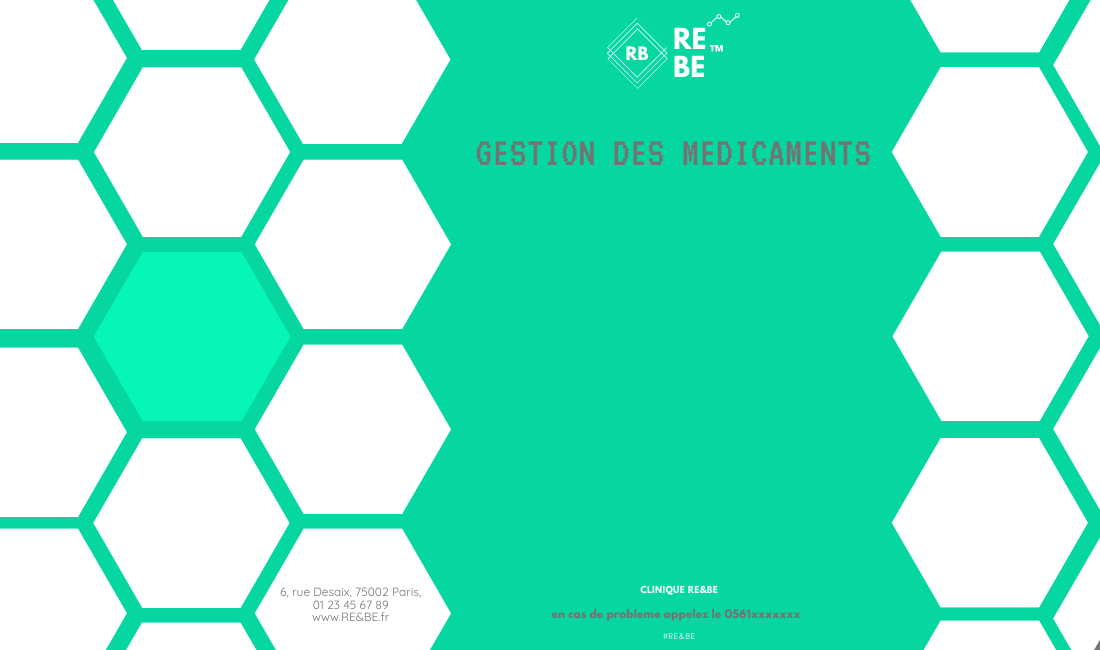 RB
RE
BE ™
GESTION DES MEDICAMENTS
6, rue Desaix, 75002 Paris,
01 23 45 67 89
www.RE&BE.fr
CLINIQUE RE&BE
en cas de probleme appelez le 0561xxxxxxx
#RE&BE